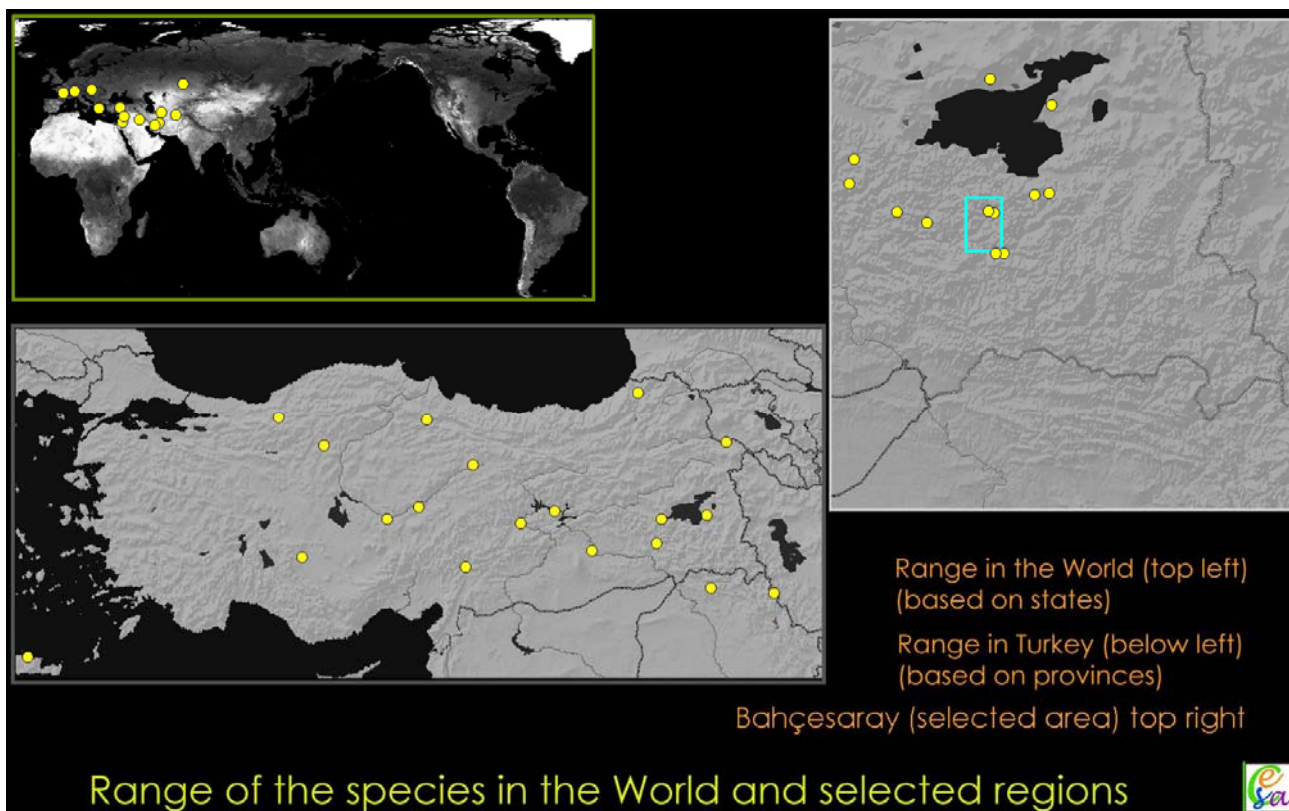 Range in the World (top left)
(based on states)
Range in Turkey (below left)
(based on provinces)
Bahçesaray (selected area) top right
Range of the species in the World and selected regions
esa